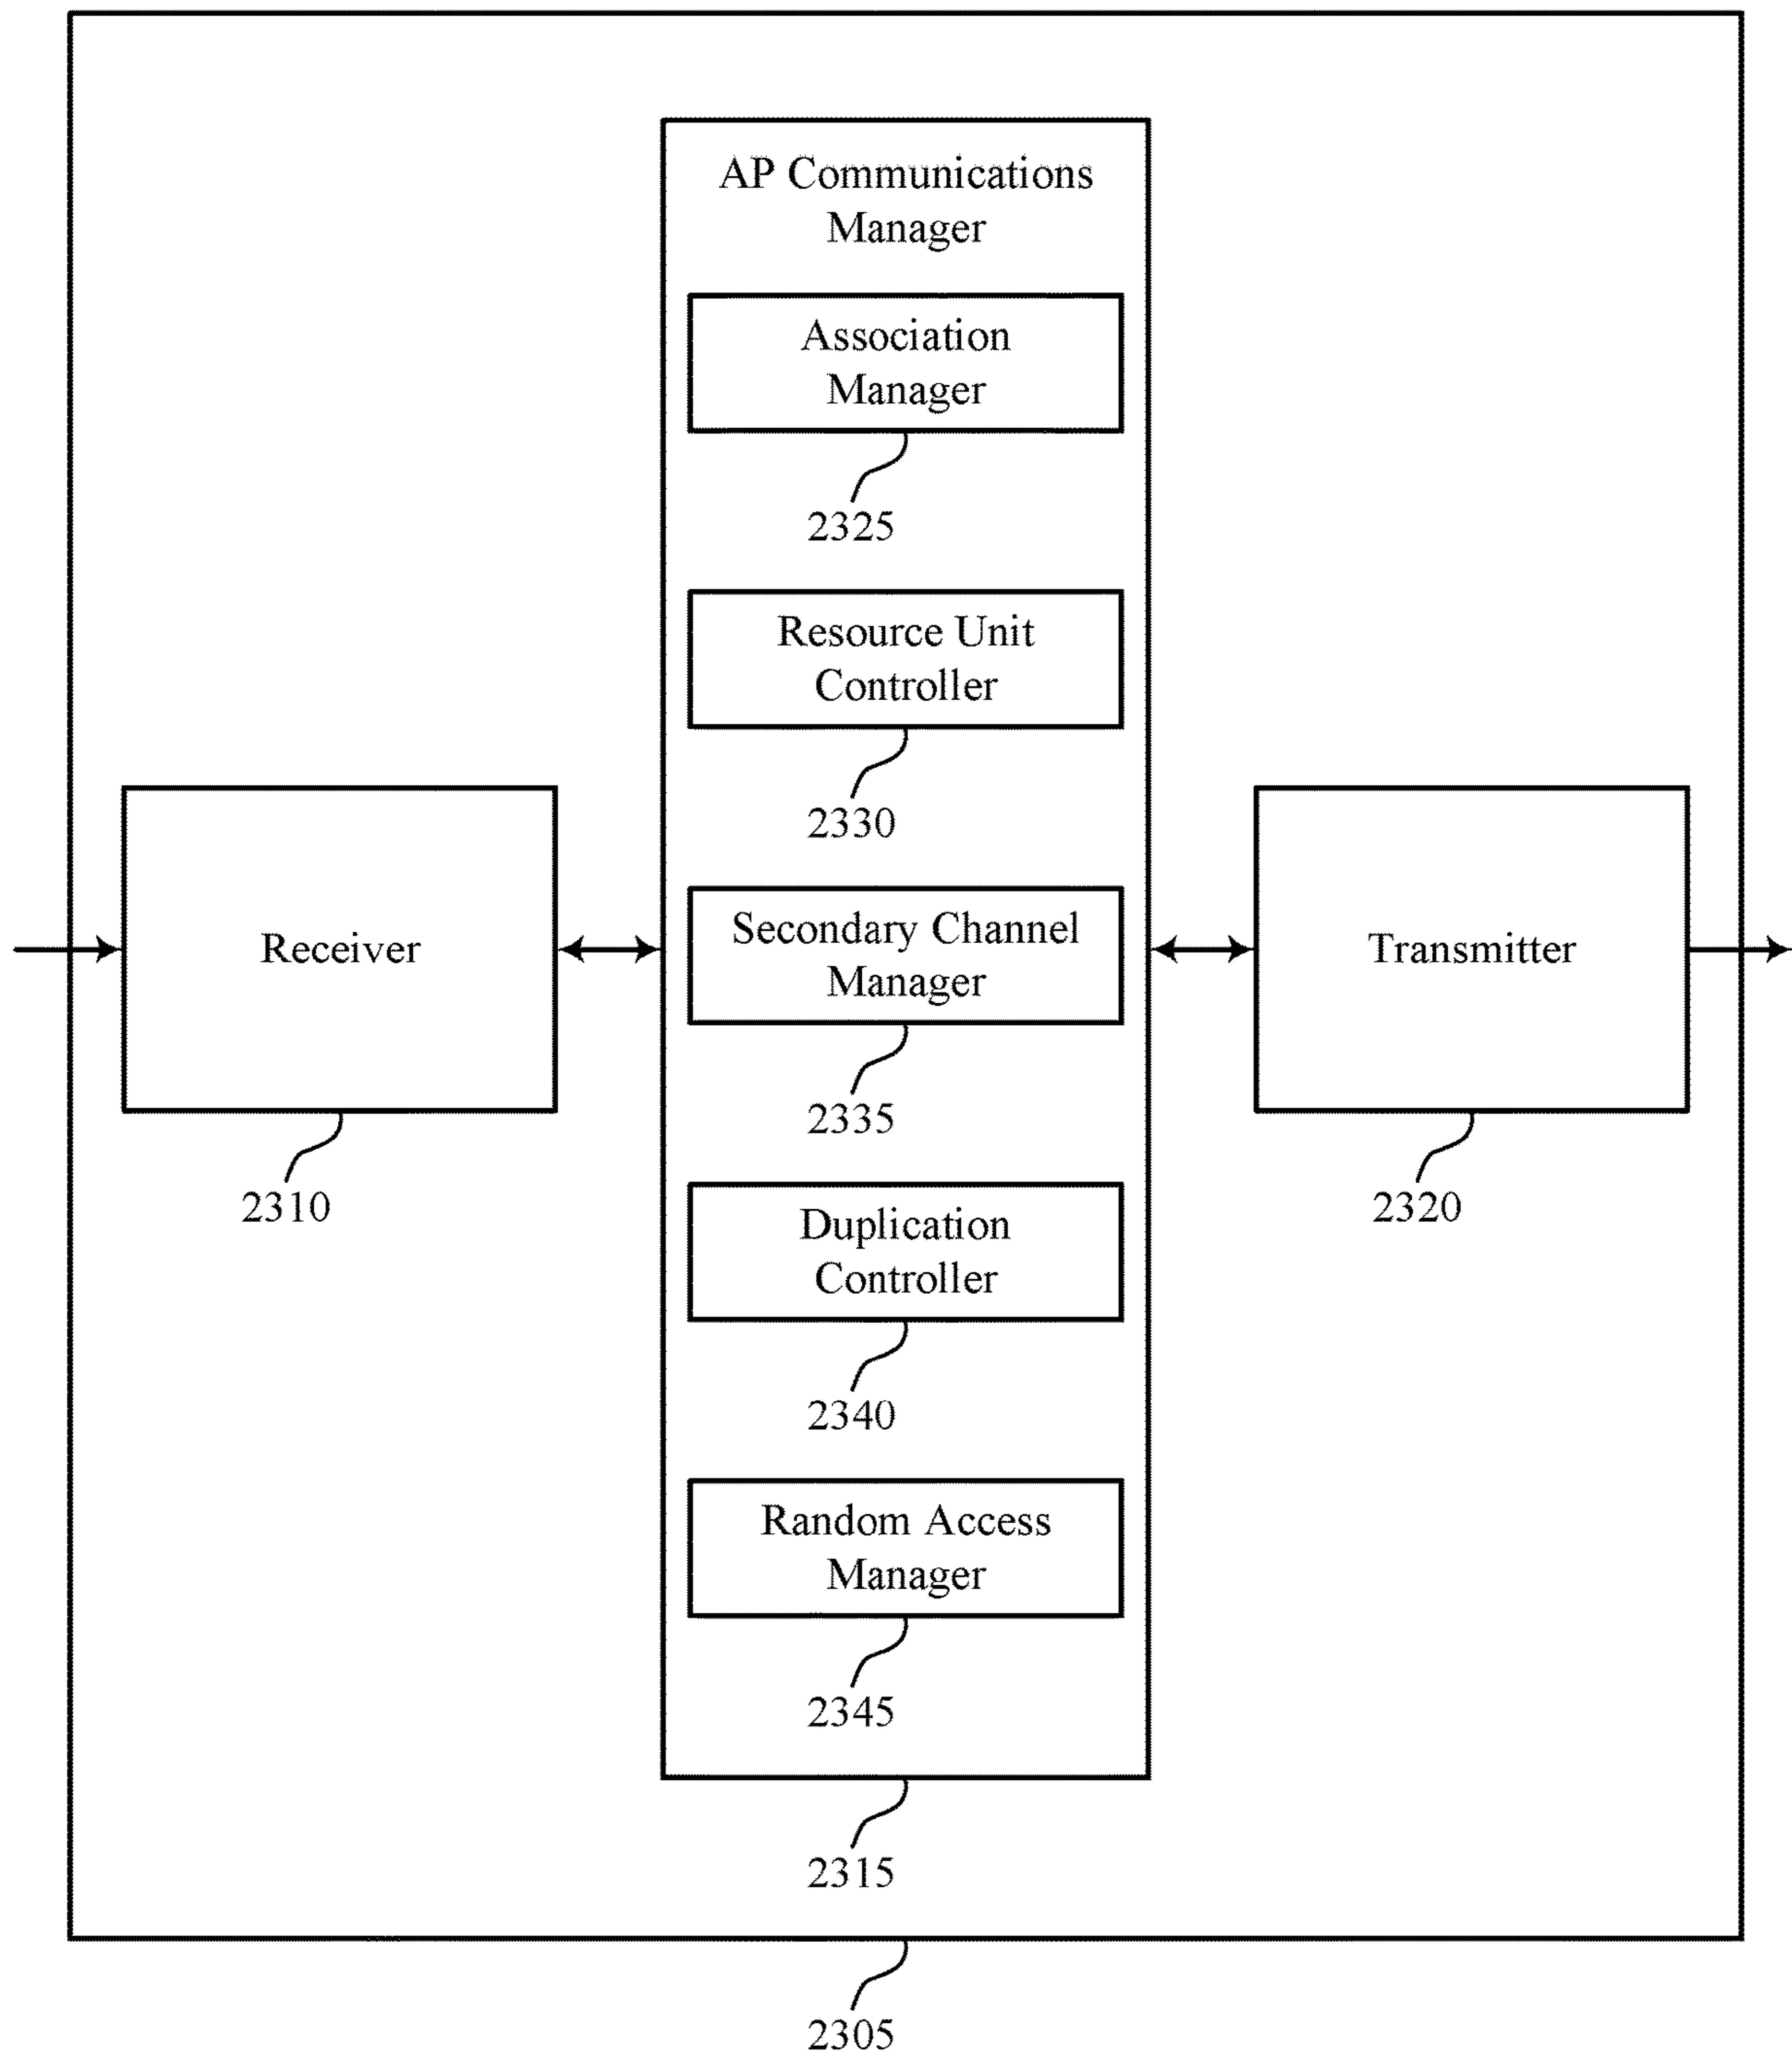 AP Communications
Manager
Association
Manager
2325
Resource Unit
Controller
2330
Receiver
2310
Secondary Channel
Manager
2335
Transmitter
2320
Duplication
Controller
2340
Random Access
Manager
2345
2315
2305